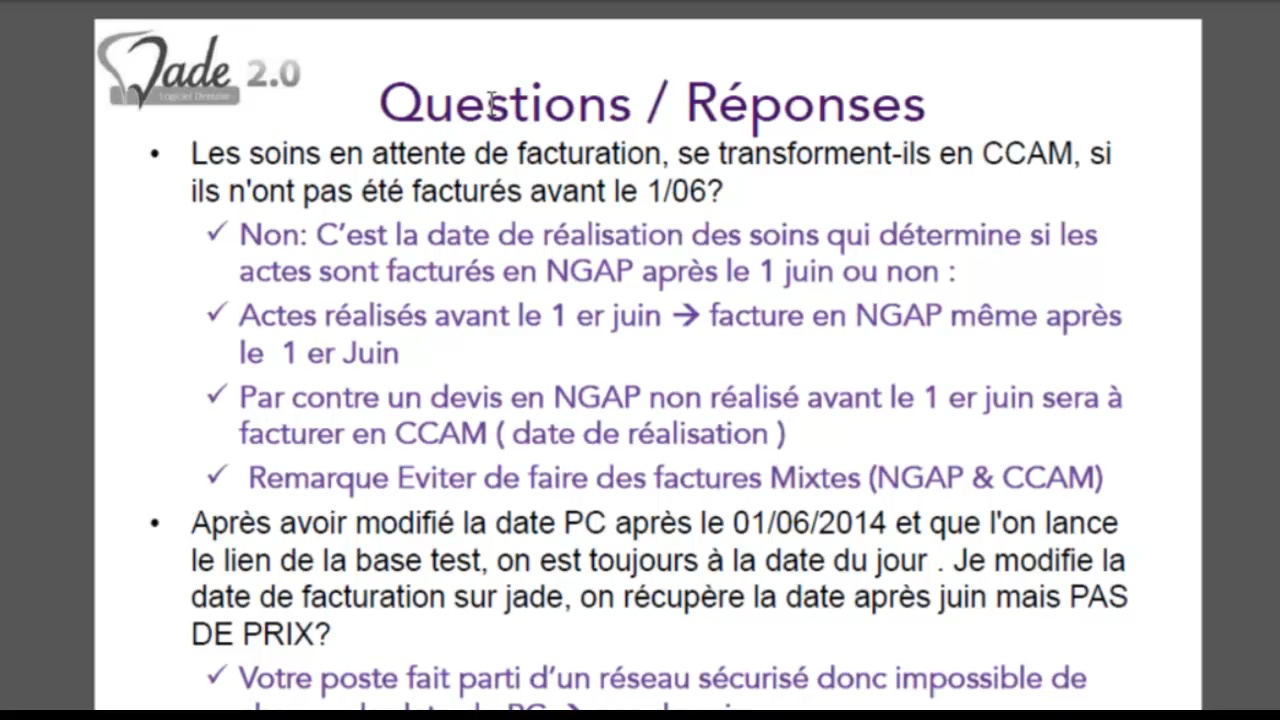 Jade 2.0
Logiciel Dentaire
Questions / Réponses
• Les soins en attente de facturation, se transforment-ils en CCAM, si
ils n'ont pas été facturés avant le 1/06?
✓ Non: C’est la date de réalisation des soins qui détermine si les
actes sont facturés en NGAP après le 1 juin ou non :
✓ Actes réalisés avant le 1 er juin → facture en NGAP même après
le 1 er Juin
✓ Par contre un devis en NGAP non réalisé avant le 1 er juin sera à
facturer en CCAM ( date de réalisation )
✓ Remarque Eviter de faire des factures Mixtes (NGAP & CCAM)
• Après avoir modifié la date PC après le 01/06/2014 et que l'on lance
le lien de la base test, on est toujours à la date du jour . Je modifie la
date de facturation sur jade, on récupère la date après juin mais PAS
DE PRIX?
✓ Votre poste fait parti d’un réseau sécurisé donc impossible de